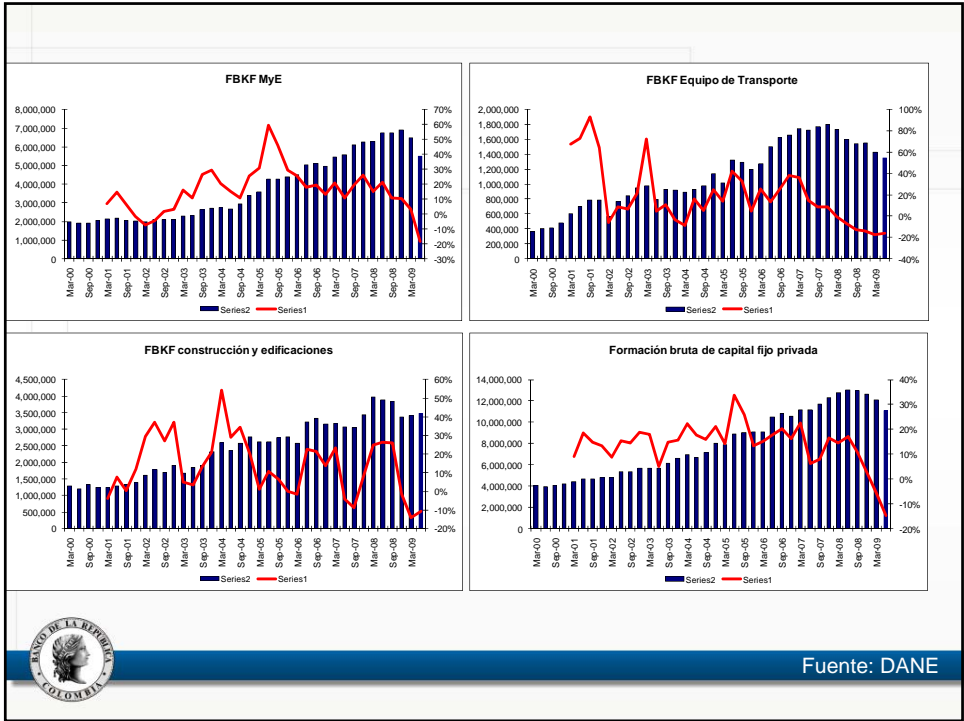 FBKF MyE
8,000,000
7,000,000
6,000,000
5,000,000
4,000,000
3,000,000
2,000,000
1,000,000
0
70%
60%
50%
40%
30%
20%
10%
0%
-10%
-20%
-30%
Mar-00
Sep-00
Mar-01
Sep-01
Mar-02
Sep-02
Mar-03
Sep-03
Mar-04
Sep-04
Mar-05
Sep-05
Mar-06
Sep-06
Mar-07
Sep-07
Mar-08
Sep-08
Mar-09
Series2 Series1
FBKF Equipo de Transporte
2,000,000
1,800,000
1,600,000
1,400,000
1,200,000
1,000,000
800,000
600,000
400,000
200,000
0
100%
80%
60%
40%
20%
0%
-20%
-40%
Mar-00
Sep-00
Mar-01
Sep-01
Mar-02
Sep-02
Mar-03
Sep-03
Mar-04
Sep-04
Mar-05
Sep-05
Mar-06
Sep-06
Mar-07
Sep-07
Mar-08
Sep-08
Mar-09
Series2 Series1
FBKF construcción y edificaciones
4,500,000
4,000,000
3,500,000
3,000,000
2,500,000
2,000,000
1,500,000
1,000,000
500,000
0
60%
50%
40%
30%
20%
10%
0%
-10%
-20%
Mar-00
Sep-00
Mar-01
Sep-01
Mar-02
Sep-02
Mar-03
Sep-03
Mar-04
Sep-04
Mar-05
Sep-05
Mar-06
Sep-06
Mar-07
Sep-07
Mar-08
Sep-08
Mar-09
Series2 Series1
Formación bruta de capital fijo privada
14,000,000
12,000,000
10,000,000
8,000,000
6,000,000
4,000,000
2,000,000
0
40%
30%
20%
10%
0%
-10%
-20%
Mar-00
Sep-00
Mar-01
Sep-01
Mar-02
Sep-02
Mar-03
Sep-03
Mar-04
Sep-04
Mar-05
Sep-05
Mar-06
Sep-06
Mar-07
Sep-07
Mar-08
Sep-08
Mar-09
Series2 Series1
BANCO DE LA REPUBLICA
COLOMBIA
Fuente: DANE